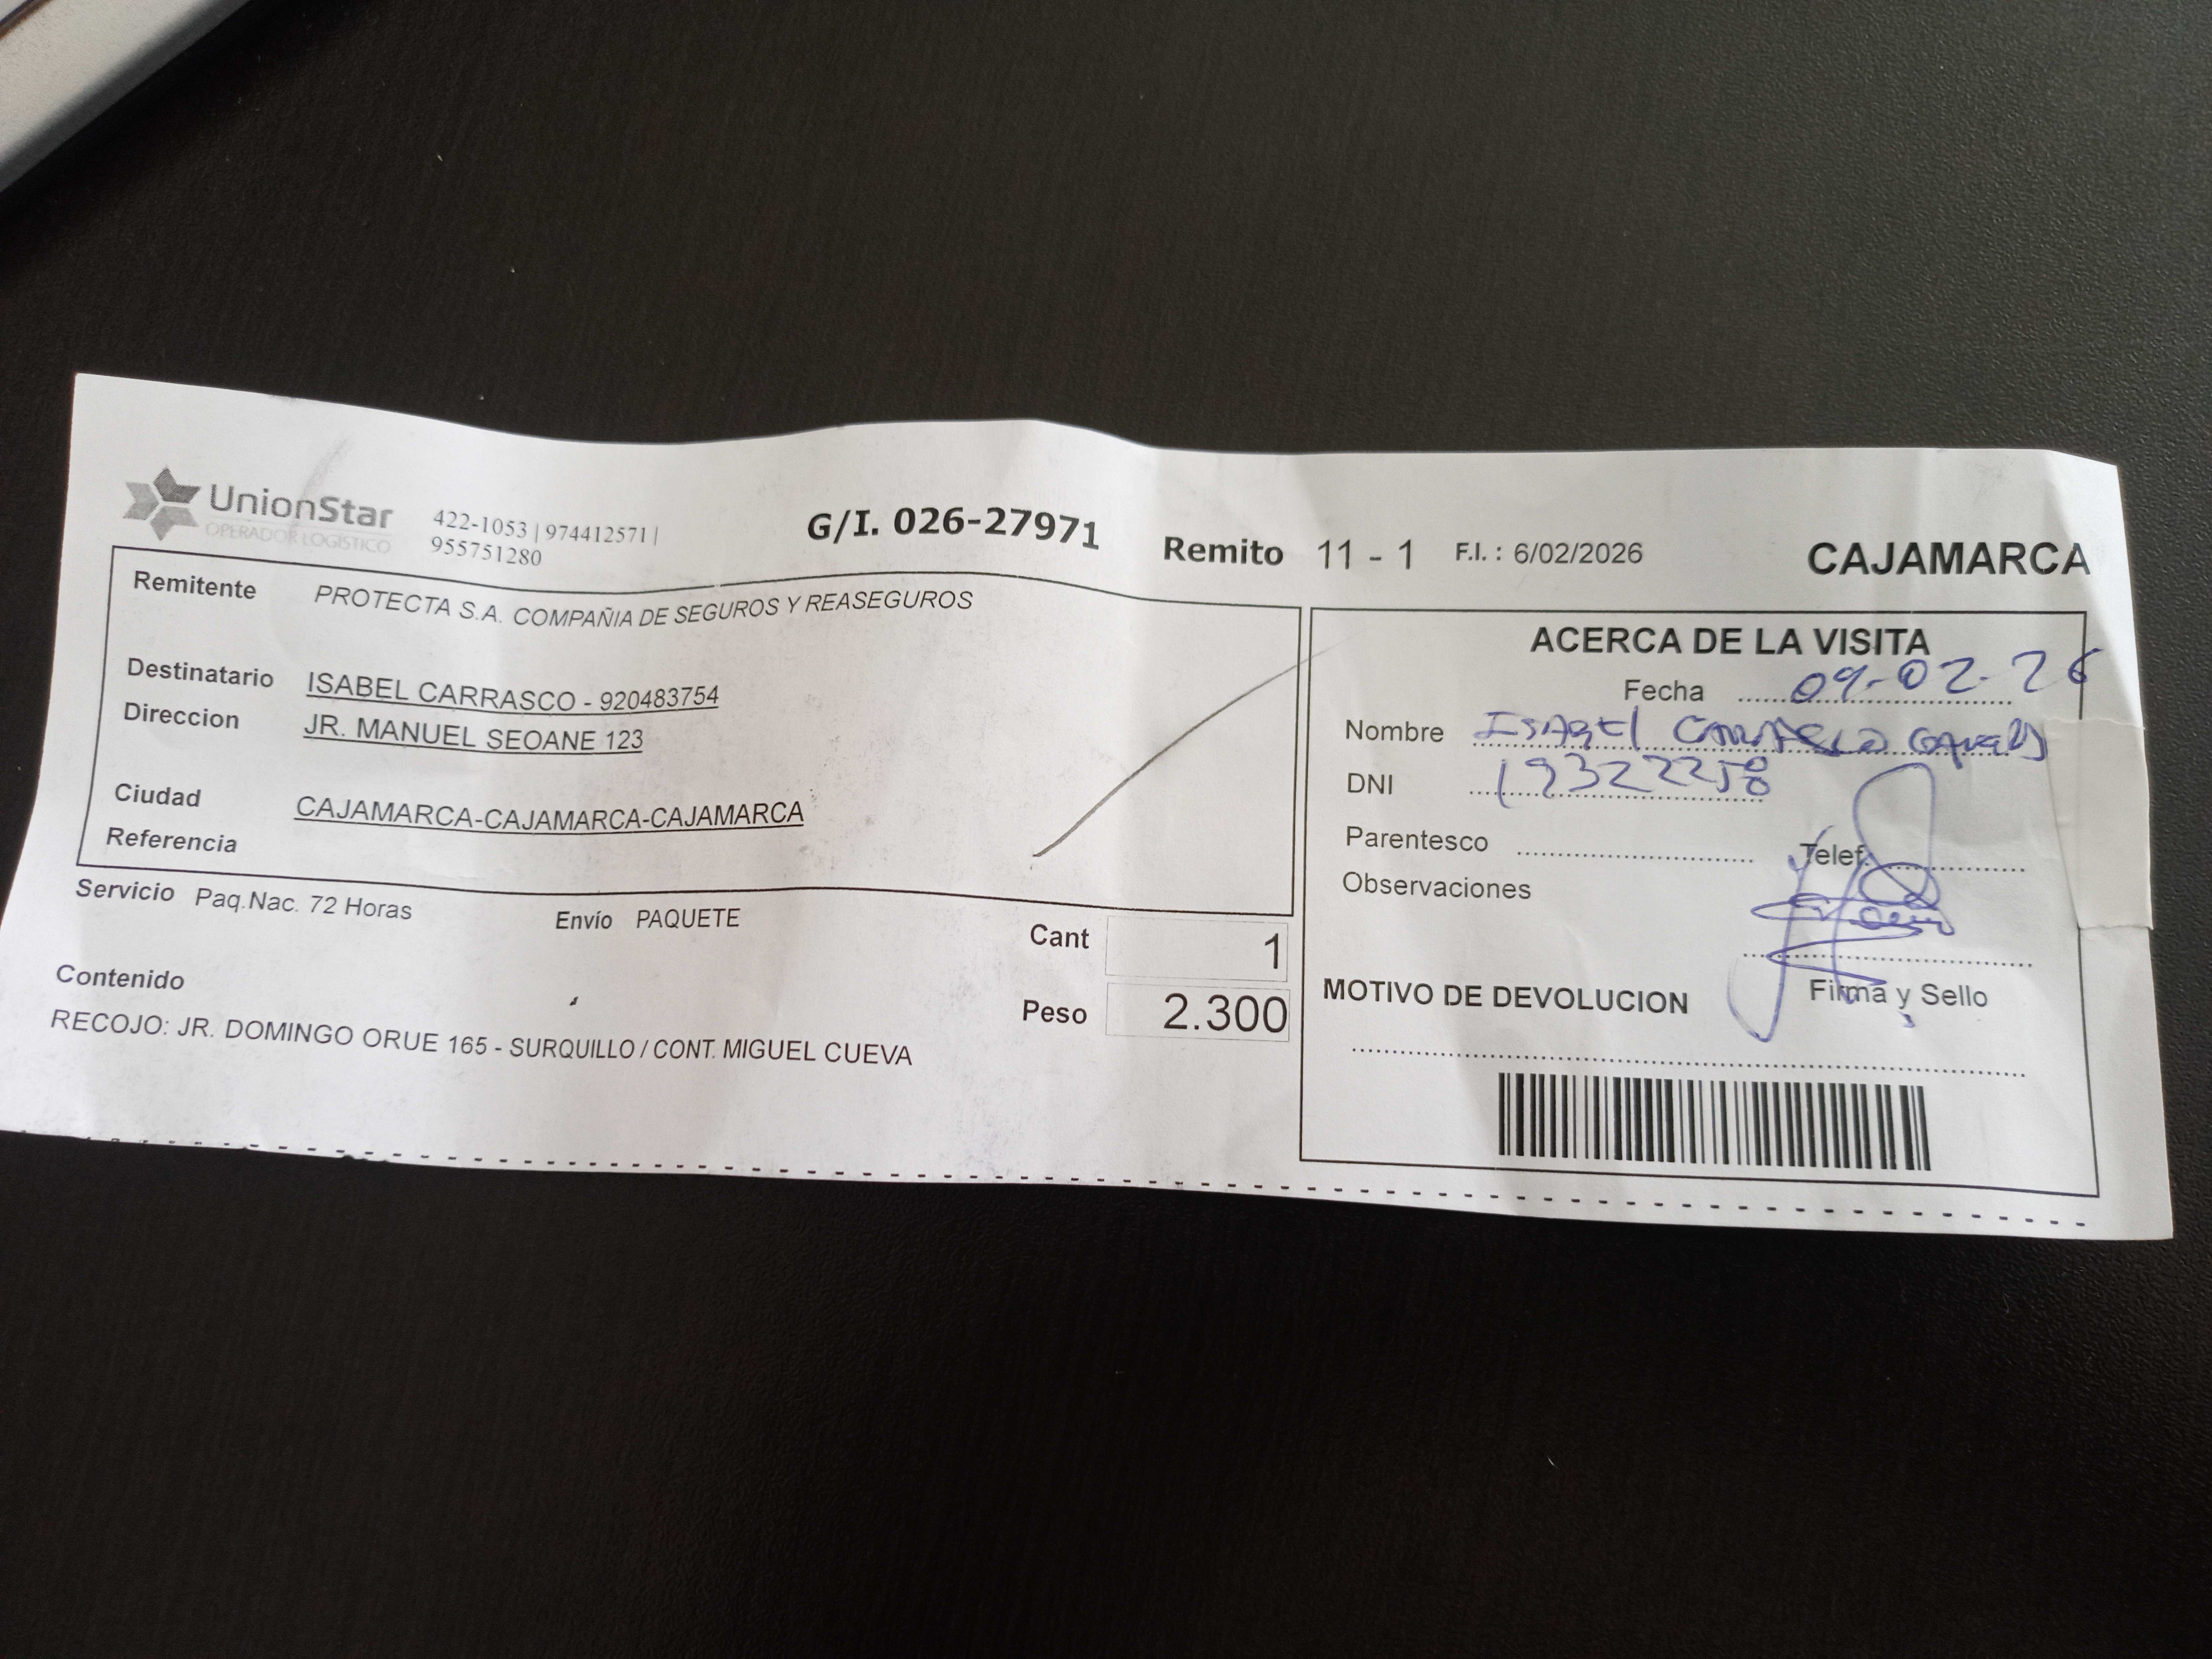 UnionStar
OPERADOR LOGISTICO
422-1053 | 974412571 |
955751280
G/I. 026-27971
Remito 11 - 1 F.I. : 6/02/2026
CAJAMARCA
Remitente PROTECTA S.A. COMPAÑIA DE SEGUROS Y REASEGUROS
Destinatario ISABEL CARRASCO - 920483754
Direccion JR. MANUEL SEOANE 123
Ciudad CAJAMARCA-CAJAMARCA-CAJAMARCA
Referencia
Servicio Paq.Nac. 72 Horas Envío PAQUETE
Cant 1
Peso 2.300
Contenido
RECOJO: JR. DOMINGO ORUE 165 - SURQUILLO / CONT. MIGUEL CUEVA
ACERCA DE LA VISITA
Fecha 09-02-26
Nombre ISABEL CARRASCO
DNI 19322258
Parentesco Telef.
Observaciones
Firma y Sello
MOTIVO DE DEVOLUCION